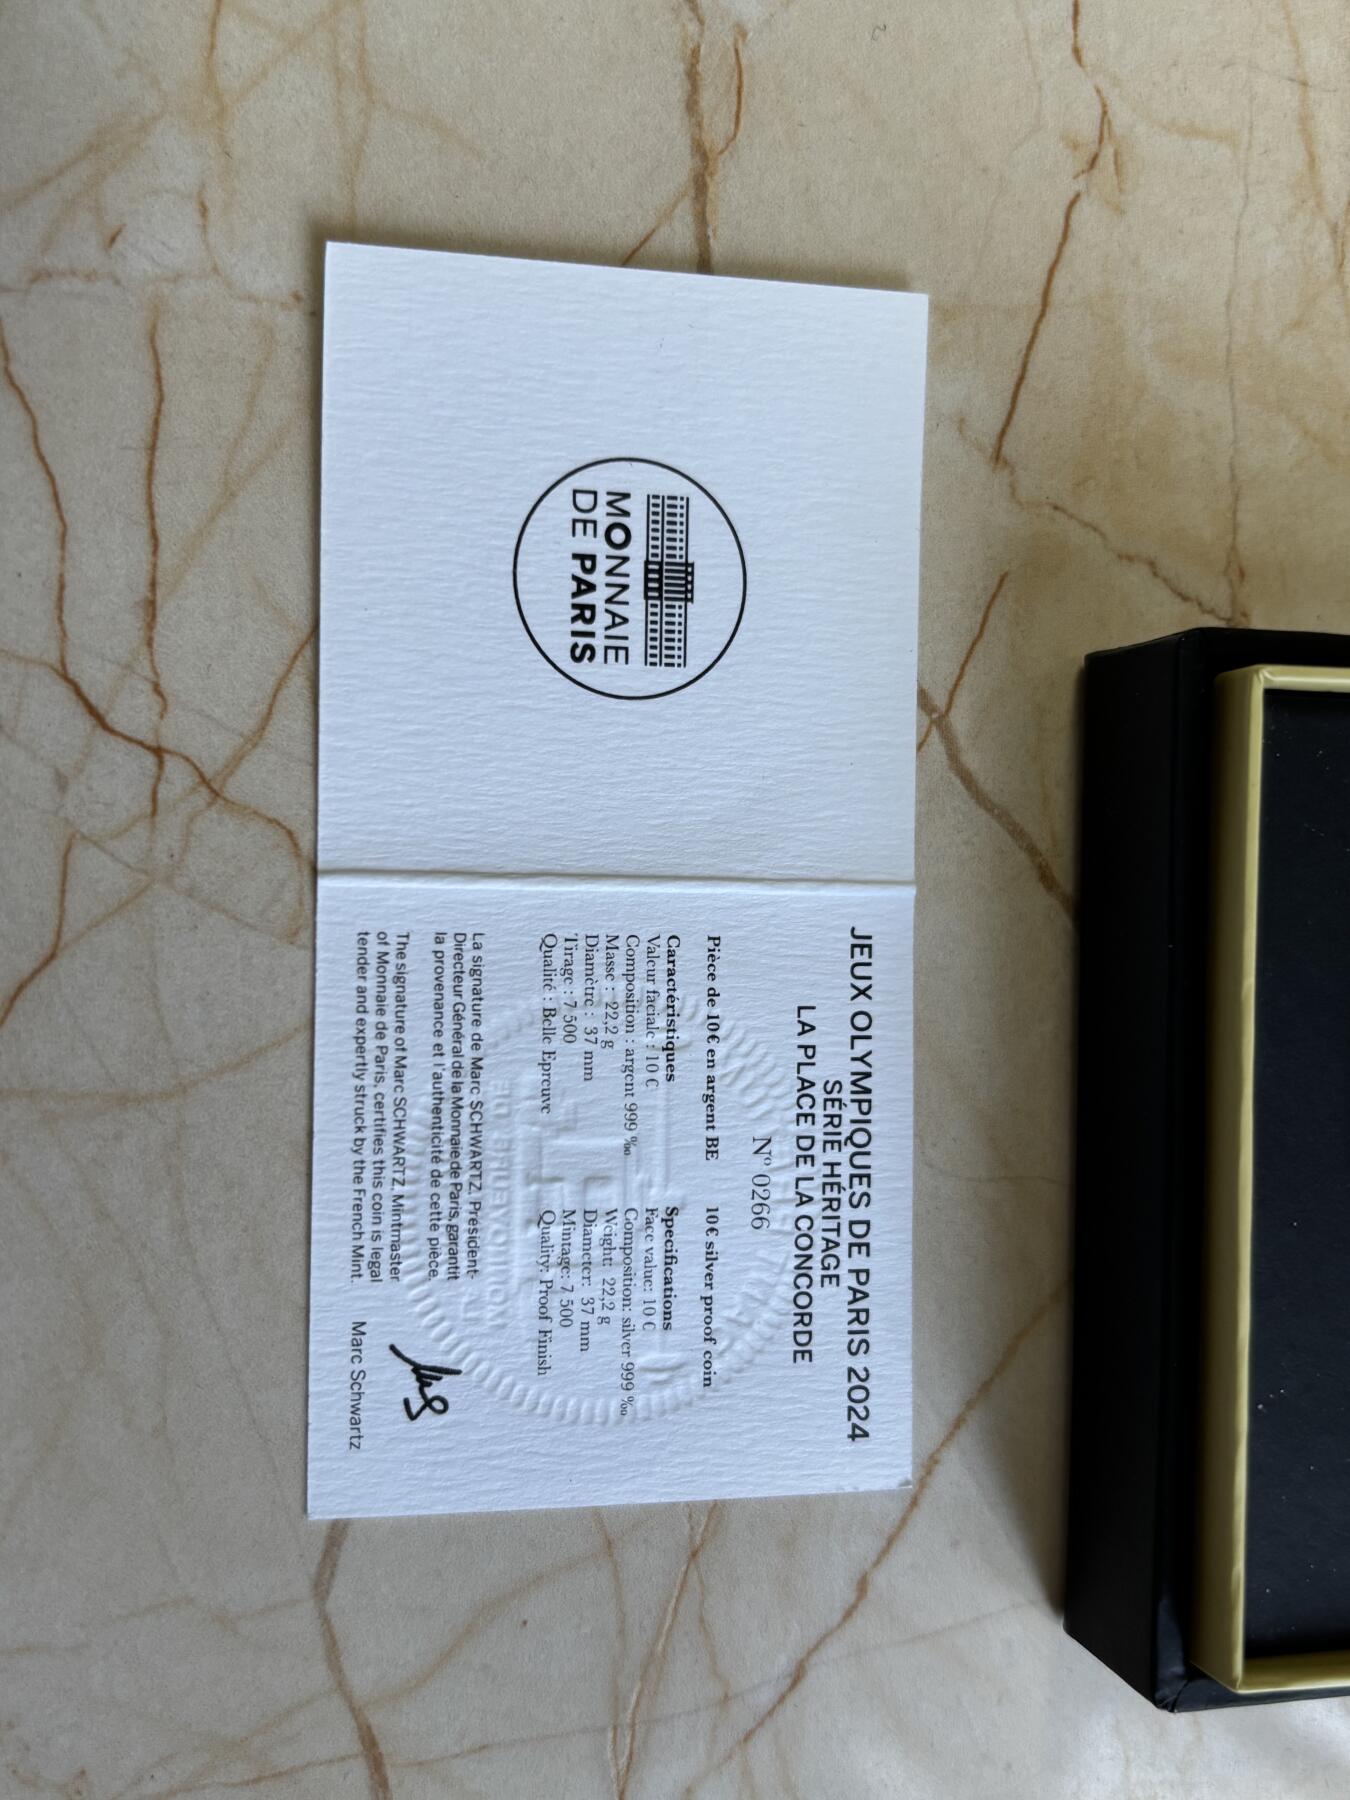 MONNAIE
DE PARIS
JEUX OLYMPIQUES DE PARIS 2024
SÉRIE HÉRITAGE
LA PLACE DE LA CONCORDE
N° 0266
Pièce de 10€ en argent BE
Caractéristiques
Valeur faciale : 10 €
Composition : argent 999 ‰
Masse : 22,2 g
Diamètre : 37 mm
Tirage : 7 500
Qualité : Belle Epreuve
10€ silver proof coin
Specifications
Face value: 10 €
Composition: silver 999 ‰
Weight: 22,2 g
Diameter: 37 mm
Mintage: 7 500
Quality: Proof Finish
La signature de Marc SCHWARTZ, Président-
Directeur Général de la Monnaie de Paris, garantit
la provenance et l'authenticité de cette pièce.
The signature of Marc SCHWARTZ, Mintmaster
of Monnaie de Paris, certifies this coin is legal
tender and expertly struck by the French Mint.
Marc Schwartz